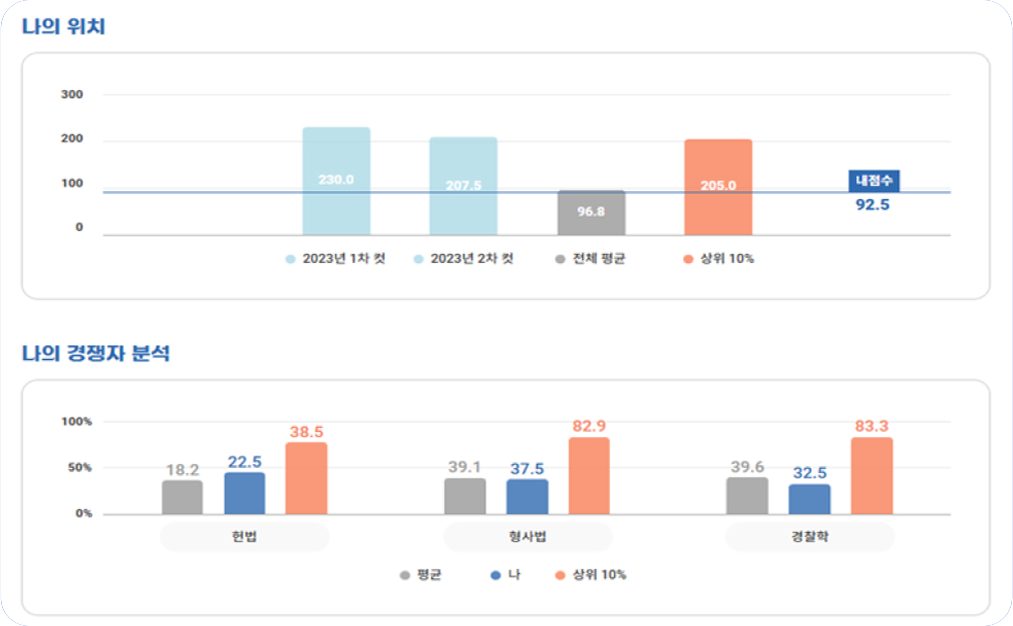 나의 위치
300
200
100
0
230.0
207.5
96.8
205.0
내점수
92.5
2023년 1차 컷
2023년 2차 컷
전체 평균
상위 10%
나의 경쟁자 분석
100%
50%
0%
18.2
22.5
38.5
39.1
37.5
82.9
39.6
32.5
83.3
헌법
형사법
경찰학
평균
나
상위 10%